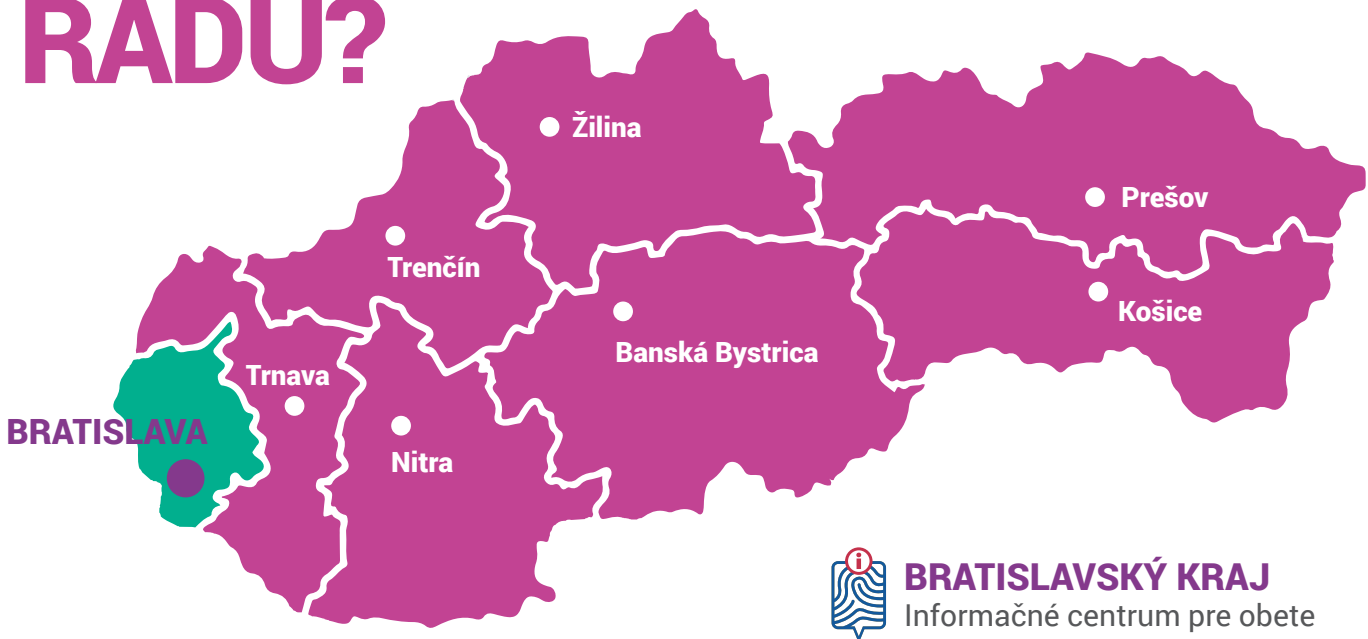 RADU?
Žilina
Prešov
Trenčín
Košice
Banská Bystrica
Trnava
BRATISLAVA
Nitra
BRATISLAVSKÝ KRAJ
Informačné centrum pre obete